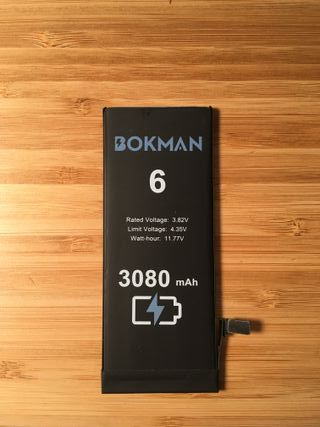 BOKMAN
6
Rated Voltage: 3.82V
Limit Voltage: 4.35V
Watt-hour: 11.77V
3080 mAh